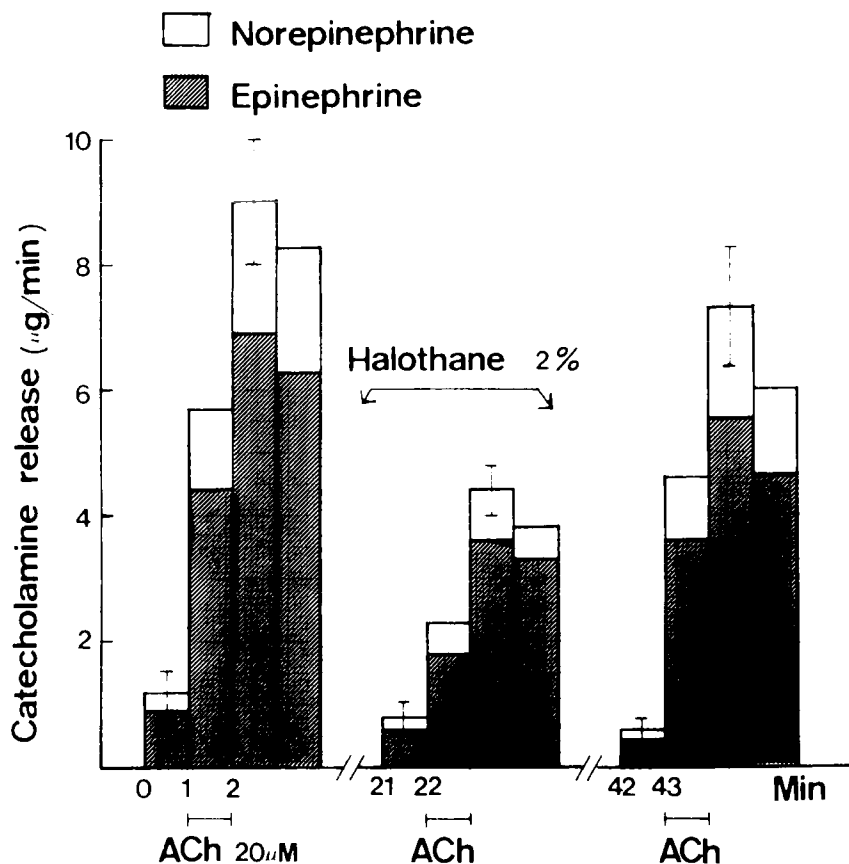 Norepinephrine
Epinephrine
Catecholamine release (μg/min)
10
8
6
4
2
Halothane 2%
0 1 2 21 22 42 43 Min
ACh 20μM ACh ACh